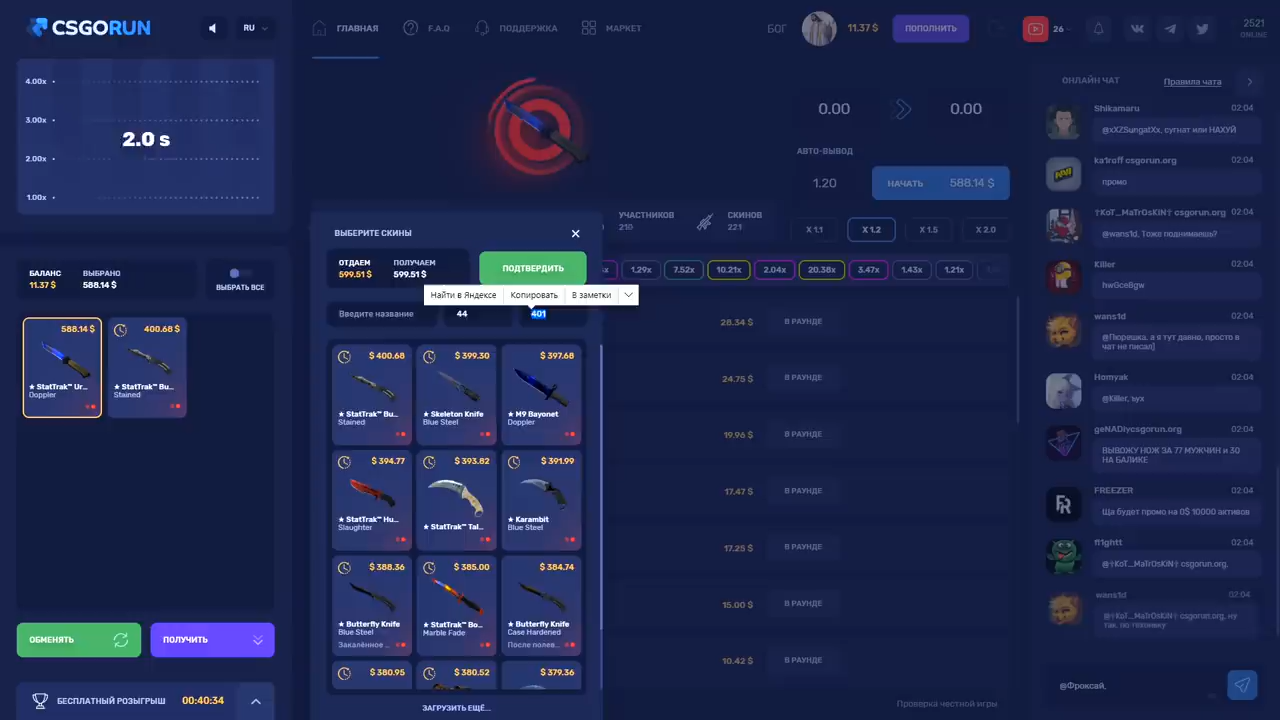 CSGORUN
RU
4.00x
3.00x
2.00x
1.00x
2.0 s
БАЛАНС
11.37 $
ВЫБРАНО
588.14 $
ВЫБРАТЬ ВСЕ
588.14 $
★ StatTrak™ Ur...
Doppler
400.68 $
★ StatTrak™ Bu...
Stained
ОБМЕНЯТЬ
ПОЛУЧИТЬ
БЕСПЛАТНЫЙ РОЗЫГРЫШ
00:40:34
ГЛАВНАЯ
F.A.Q
ПОДДЕРЖКА
МАРКЕТ
БОГ
11.37 $
ПОПОЛНИТЬ
26
2521
ONLINE
0.00
0.00
АВТО-ВЫВОД
1.20
НАЧАТЬ
588.14 $
УЧАСТНИКОВ
210
СКИНОВ
221
X 1.1
X 1.2
X 1.5
X 2.0
1.29x
7.52x
10.21x
2.04x
20.38x
3.47x
1.43x
1.21x
28.34 $
В РАУНДЕ
24.75 $
В РАУНДЕ
19.96 $
В РАУНДЕ
17.47 $
В РАУНДЕ
17.25 $
В РАУНДЕ
15.00 $
В РАУНДЕ
10.42 $
В РАУНДЕ
Проверка честной игры
ВЫБЕРИТЕ СКИНЫ
ОТДАЕМ
599.51 $
ПОЛУЧАЕМ
599.51 $
ПОДТВЕРДИТЬ
Найти в Яндексе
Копировать
В заметки
Введите название
44
401
$ 400.68
★ StatTrak™ Bu...
Stained
$ 399.30
★ Skeleton Knife
Blue Steel
$ 397.68
★ M9 Bayonet
Doppler
$ 394.77
★ StatTrak™ Hu...
Slaughter
$ 393.82
★ StatTrak™ Tal...
$ 391.99
★ Karambit
Blue Steel
$ 388.36
★ Butterfly Knife
Blue Steel
Закалённое ...
$ 385.00
★ StatTrak™ Bo...
Marble Fade
$ 384.74
★ Butterfly Knife
Case Hardened
После полев...
$ 380.95
$ 380.52
$ 379.36
ЗАГРУЗИТЬ ЕЩЁ...
ОНЛАЙН ЧАТ
Правила чата
Shikamaru
02:04
@xXZSungatXx, сугнат или НАХУЙ
ka1roff csgorun.org
02:04
промо
†KoT_MaTrOsKiN† csgorun.org
02:04
@wans1d, Тоже поднимаешь?
Killer
02:04
hwGce8gw
wans1d
02:04
@Пюрешка, а я тут давно, просто в
чат не писал)
Homyak
02:04
@Killer, ъух
geNADiycsgorun.org
02:04
ВЫВОЖУ НОЖ ЗА 77 МУЖЧИН и 30
НА БАЛИКЕ
FREEZER
02:04
Ща будет промо на 0$ 10000 активов
fl1ghtt
02:04
@†KoT_MaTrOsKiN† csgorun.org,
wans1d
02:04
@†KoT_MaTrOsKiN† csgorun.org, ну
так, по-тихоньку
@Фроксай,